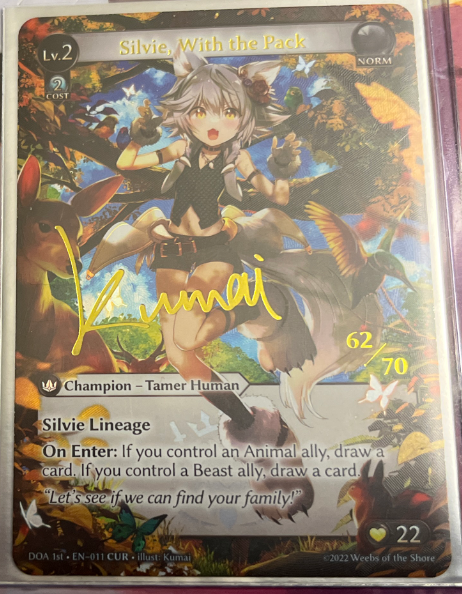 Silvie, With the Pack
Lv.2
NORM
2
COST
Kumai
62/70
Champion – Tamer Human
Silvie Lineage
On Enter: If you control an Animal ally, draw a
card. If you control a Beast ally, draw a card.
“Let’s see if we can find your family!”
22
DOA 1st • EN-011 CUR • illust: Kumai
©2022 Weebs of the Shore